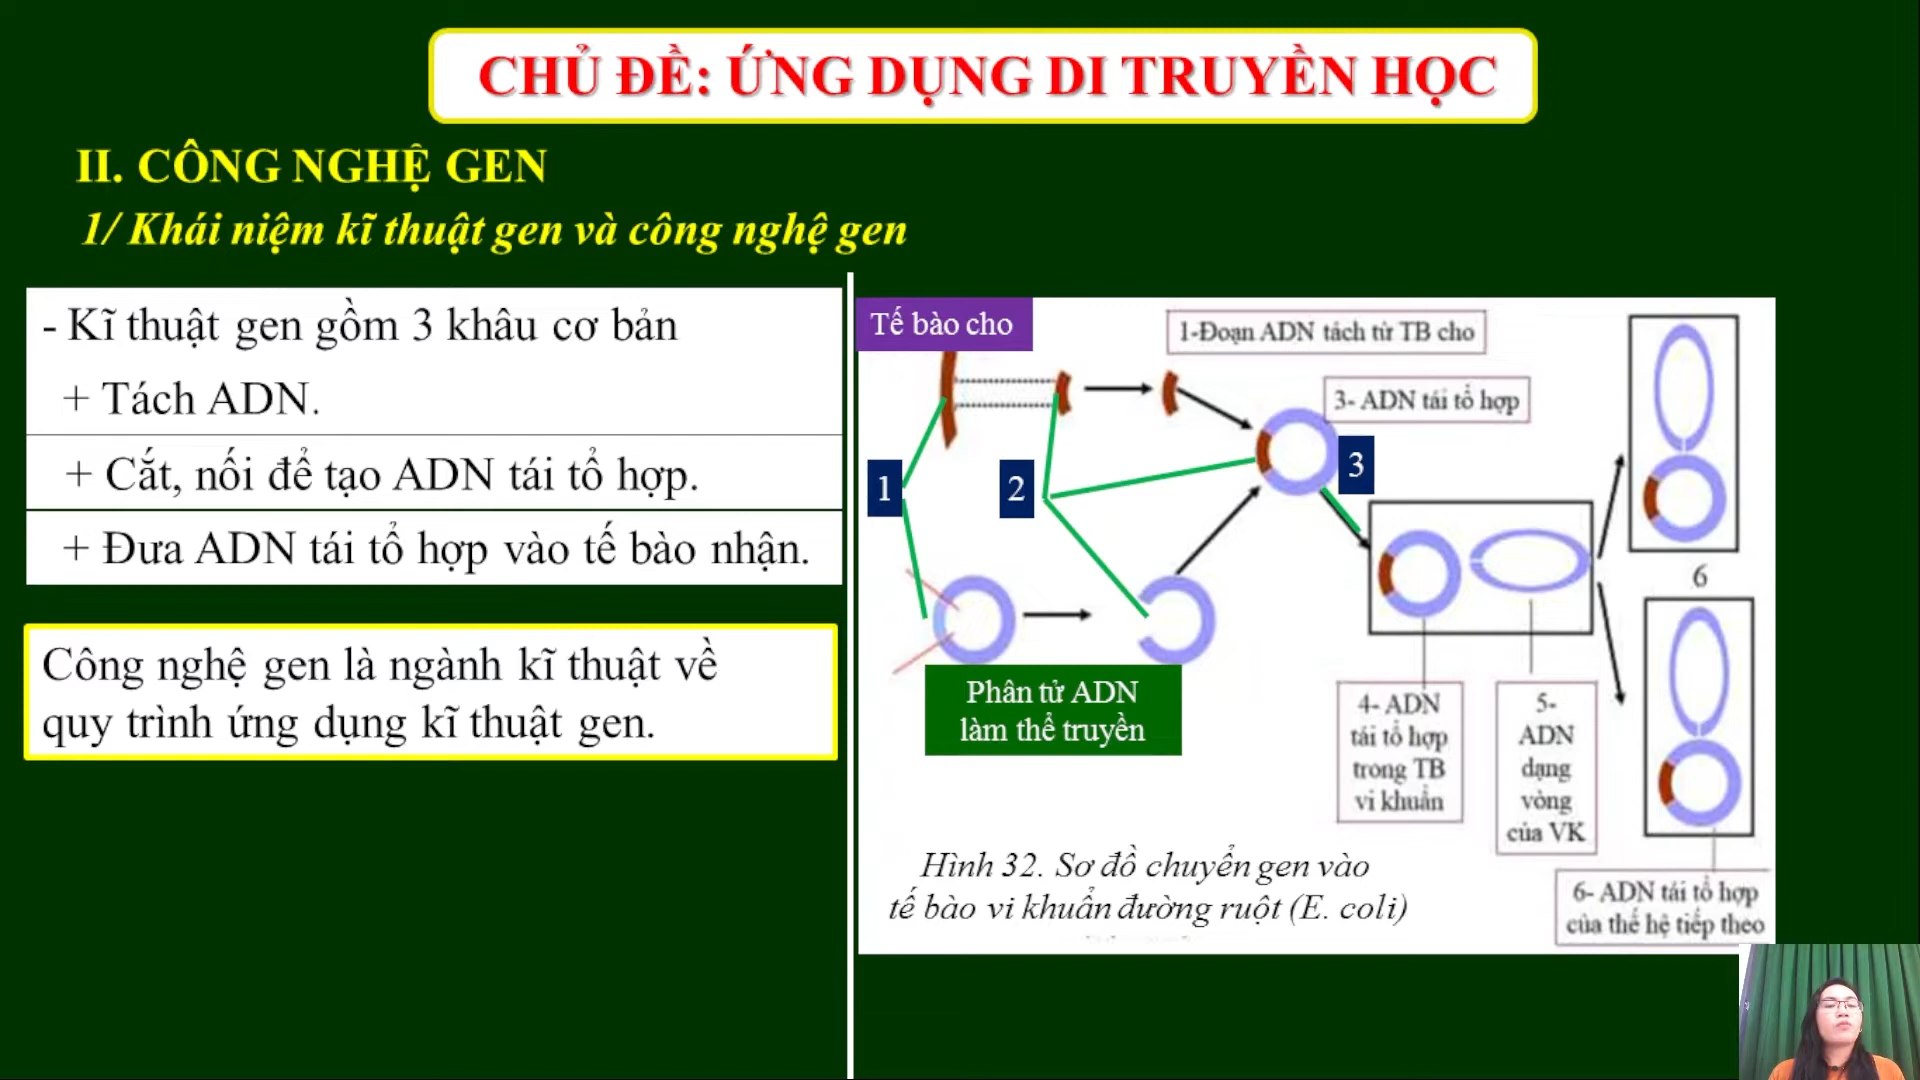 CHỦ ĐỀ: ỨNG DỤNG DI TRUYỀN HỌC
II. CÔNG NGHỆ GEN
1/ Khái niệm kĩ thuật gen và công nghệ gen
- Kĩ thuật gen gồm 3 khâu cơ bản
+ Tách ADN.
+ Cắt, nối để tạo ADN tái tổ hợp.
+ Đưa ADN tái tổ hợp vào tế bào nhận.
Công nghệ gen là ngành kĩ thuật về
quy trình ứng dụng kĩ thuật gen.
Tế bào cho
1-Đoạn ADN tách từ TB cho
3- ADN tái tổ hợp
1
2
3
6
Phân tử ADN
làm thể truyền
4- ADN
tái tổ hợp
trong TB
vi khuẩn
5-
ADN
dạng
vòng
của VK
Hình 32. Sơ đồ chuyển gen vào
tế bào vi khuẩn đường ruột (E. coli)
6- ADN tái tổ hợp
của thế hệ tiếp theo